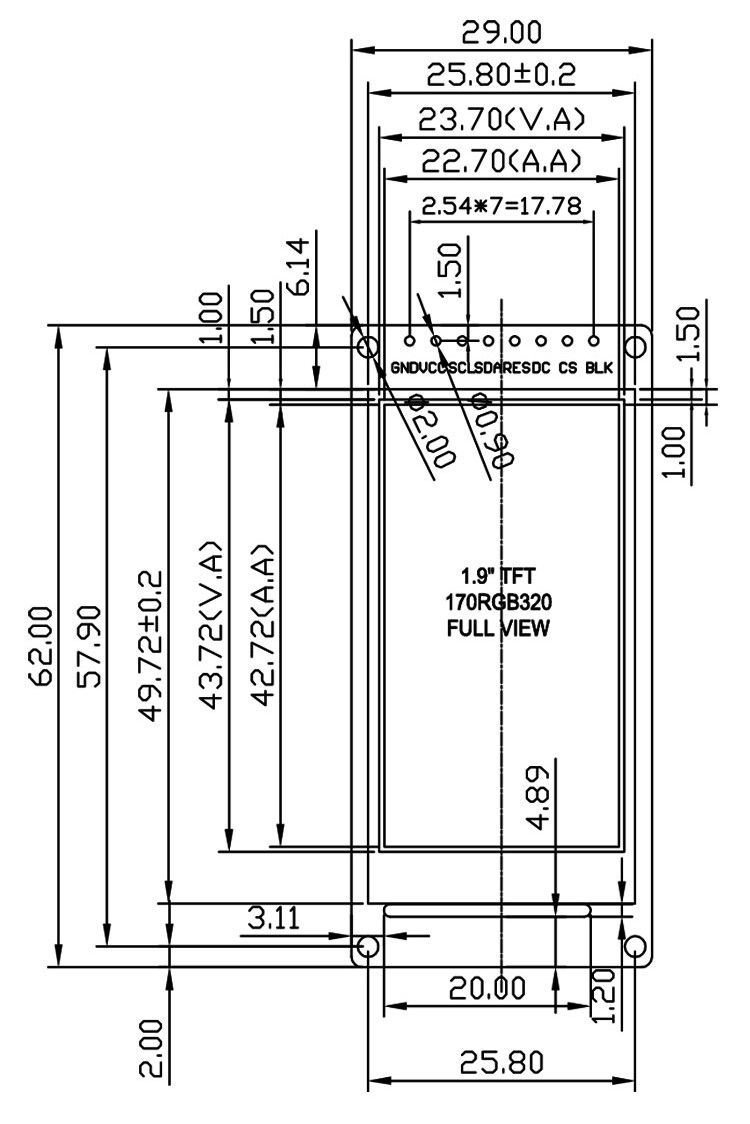 29.00
25.80±0.2
23.70(V.A)
22.70(A.A)
2.54*7=17.78
6.14
1.50
1.00
1.50
1.50
GND VCC SCL SDA RES DC CS BLK
ø2.00
ø0.90
1.00
1.9" TFT
170RGB320
FULL VIEW
62.00
57.90
49.72±0.2
43.72(V.A)
42.72(A.A)
4.89
3.11
20.00
1.20
2.00
25.80